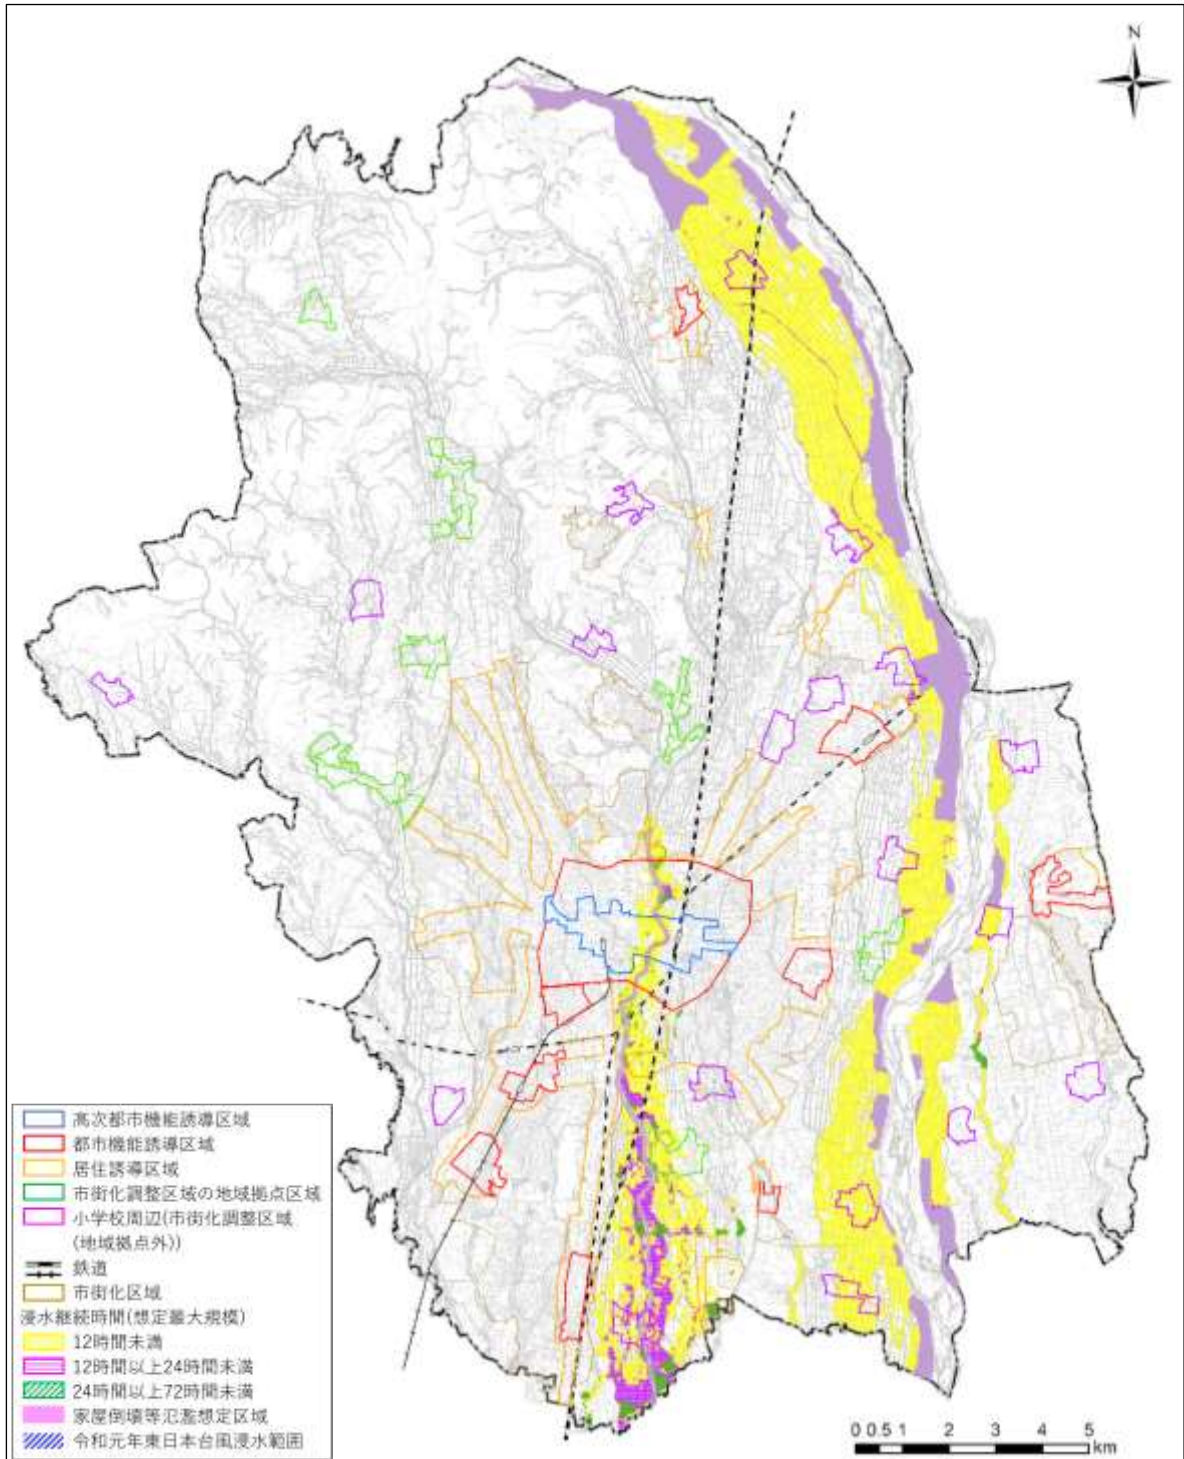 N
高次都市機能誘導区域
都市機能誘導区域
居住誘導区域
市街化調整区域の地域拠点区域
小学校周辺(市街化調整区域
(地域拠点外))
鉄道
市街化区域
浸水継続時間(想定最大規模)
12時間未満
12時間以上24時間未満
24時間以上72時間未満
家屋倒壊等氾濫想定区域
令和元年東日本台風浸水範囲
0 0.5 1 2 3 4 5
km